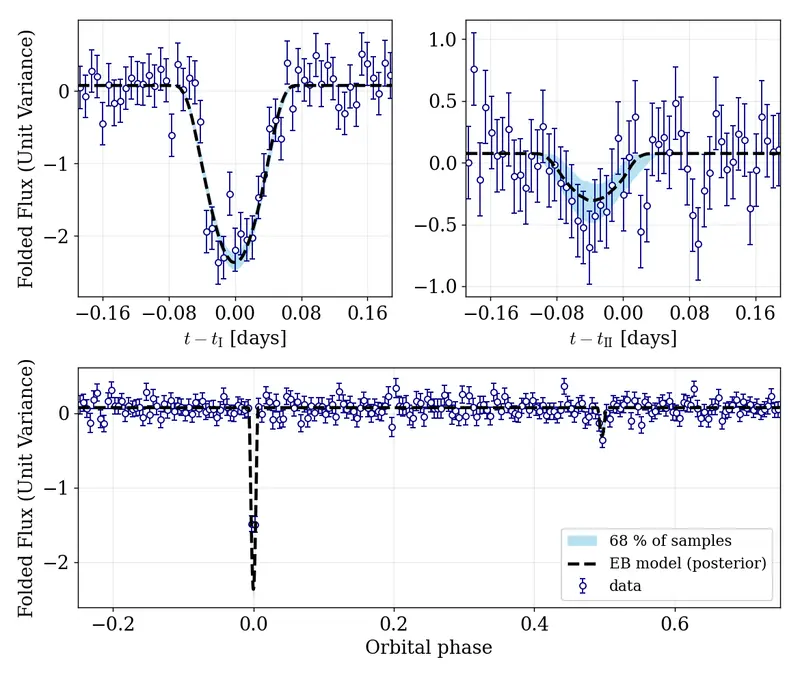 Folded Flux (Unit Variance)
0
−1
−2
−0.16 −0.08 0.00 0.08 0.16
t − tI [days]
1.0
0.5
0.0
−0.5
−1.0
−0.16 −0.08 0.00 0.08 0.16
t − tII [days]
Folded Flux (Unit Variance)
0
−1
−2
68 % of samples
EB model (posterior)
data
−0.2 0.0 0.2 0.4 0.6
Orbital phase